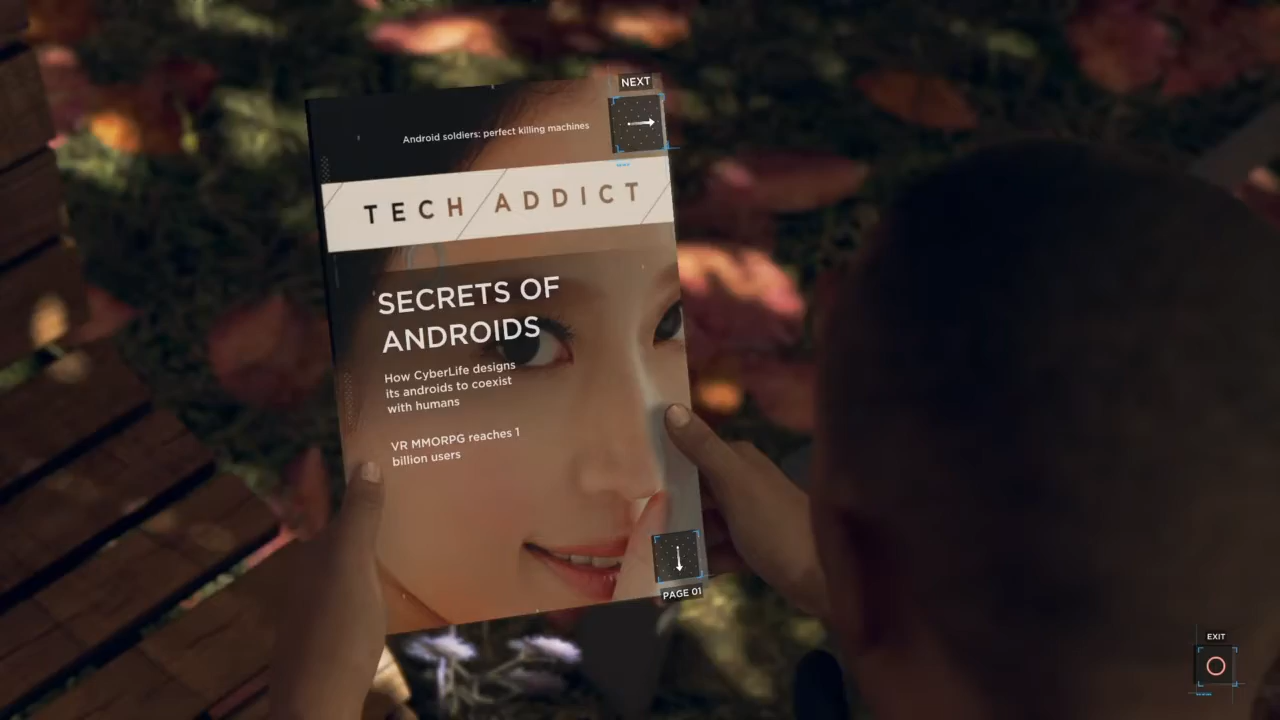 NEXT
Android soldiers: perfect killing machines
TECH ADDICT
SECRETS OF
ANDROIDS
How CyberLife designs
its androids to coexist
with humans
VR MMORPG reaches 1
billion users
PAGE 01
EXIT